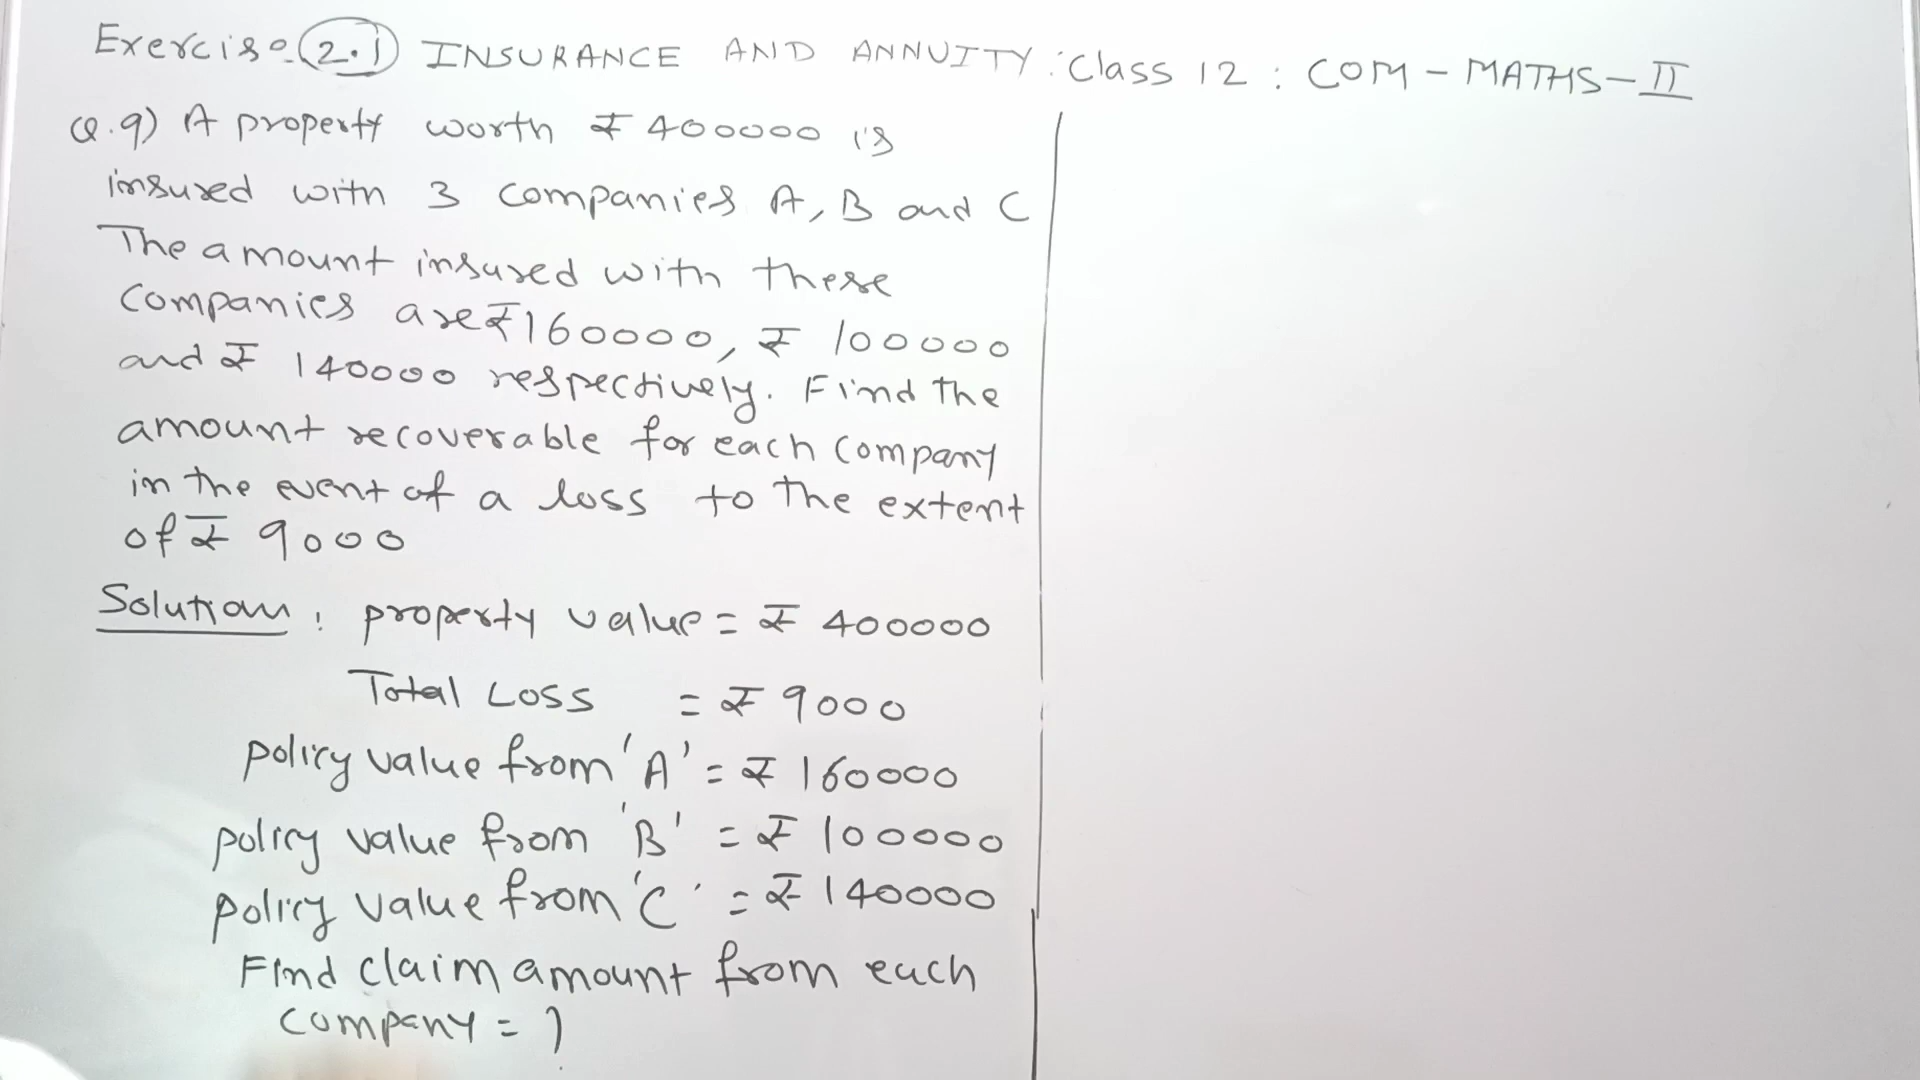 Exercise 2.1 INSURANCE AND ANNUITY : Class 12 : COM - MATHS - II
Q.9) A property worth ₹ 400000 is
insured with 3 companies A, B and C
The amount insured with these
companies are ₹160000, ₹ 100000
and ₹ 140000 respectively. Find the
amount recoverable for each company
in the event of a loss to the extent
of ₹ 9000
Solution : property value = ₹ 400000
Total Loss = ₹ 9000
policy value from 'A' = ₹ 160000
policy value from 'B' = ₹ 100000
policy value from 'C' = ₹ 140000
Find claim amount from each
company = ?